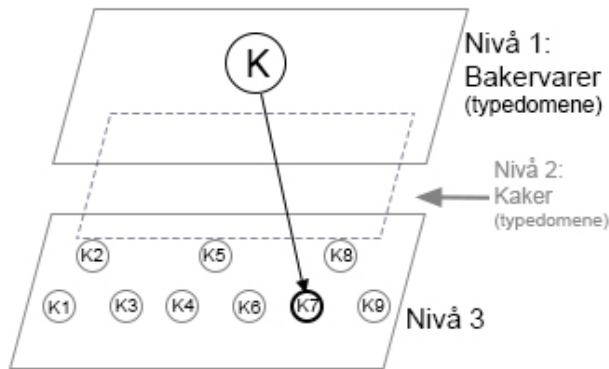 K
Nivå 1:
Bakervarer
(typedomene)
Nivå 2:
Kaker
(typedomene)
K2 K5 K8
K1 K3 K4 K6 K7 K9
Nivå 3